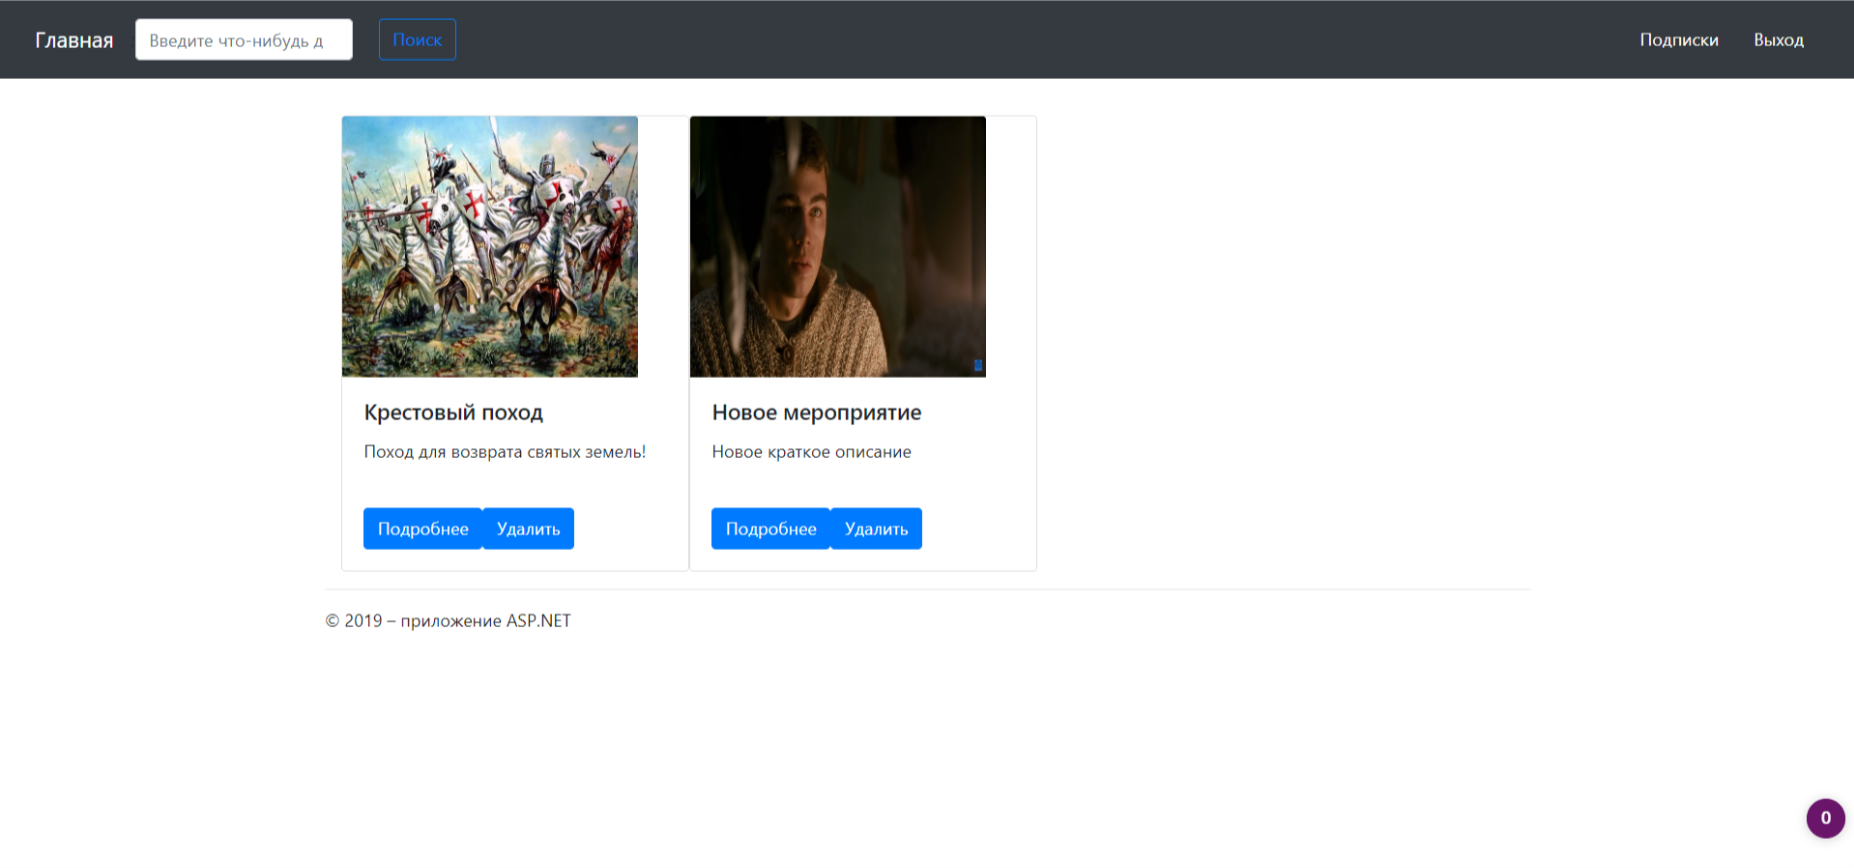 Главная
Введите что-нибудь д
Поиск
Подписки
Выход
Крестовый поход
Поход для возврата святых земель!
Подробнее
Удалить
Новое мероприятие
Новое краткое описание
Подробнее
Удалить
© 2019 – приложение ASP.NET
0